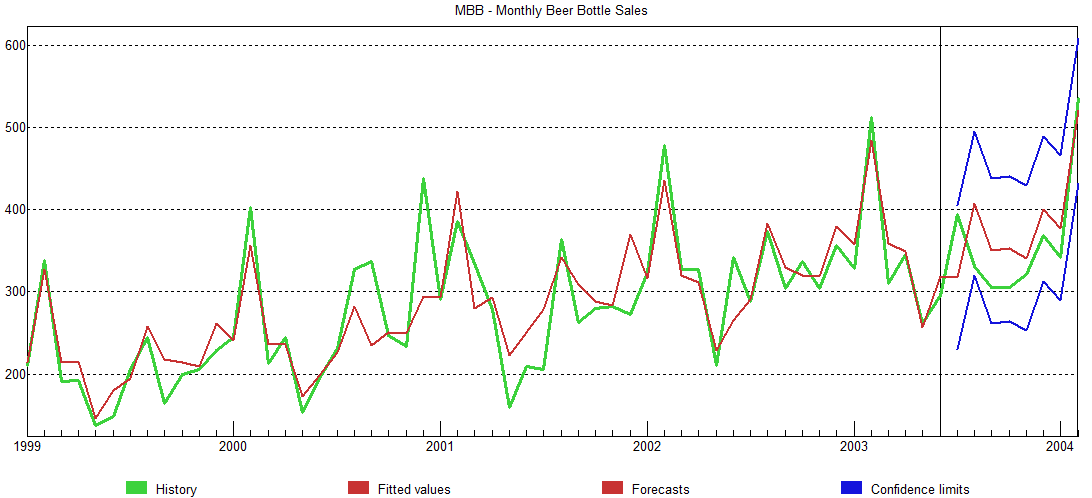 MBB - Monthly Beer Bottle Sales
600
500
400
300
200
1999 2000 2001 2002 2003 2004
History Fitted values Forecasts Confidence limits